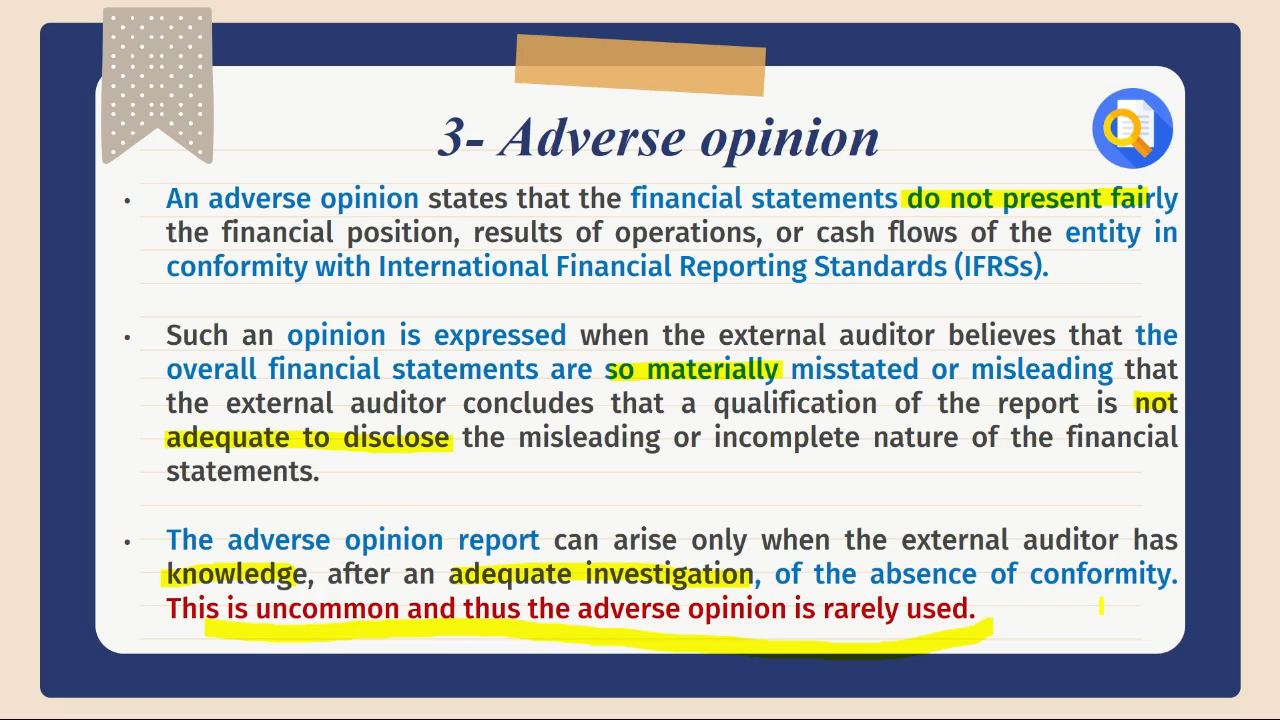 3- Adverse opinion
• An adverse opinion states that the financial statements do not present fairly
the financial position, results of operations, or cash flows of the entity in
conformity with International Financial Reporting Standards (IFRSs).
• Such an opinion is expressed when the external auditor believes that the
overall financial statements are so materially misstated or misleading that
the external auditor concludes that a qualification of the report is not
adequate to disclose the misleading or incomplete nature of the financial
statements.
• The adverse opinion report can arise only when the external auditor has
knowledge, after an adequate investigation, of the absence of conformity.
This is uncommon and thus the adverse opinion is rarely used.